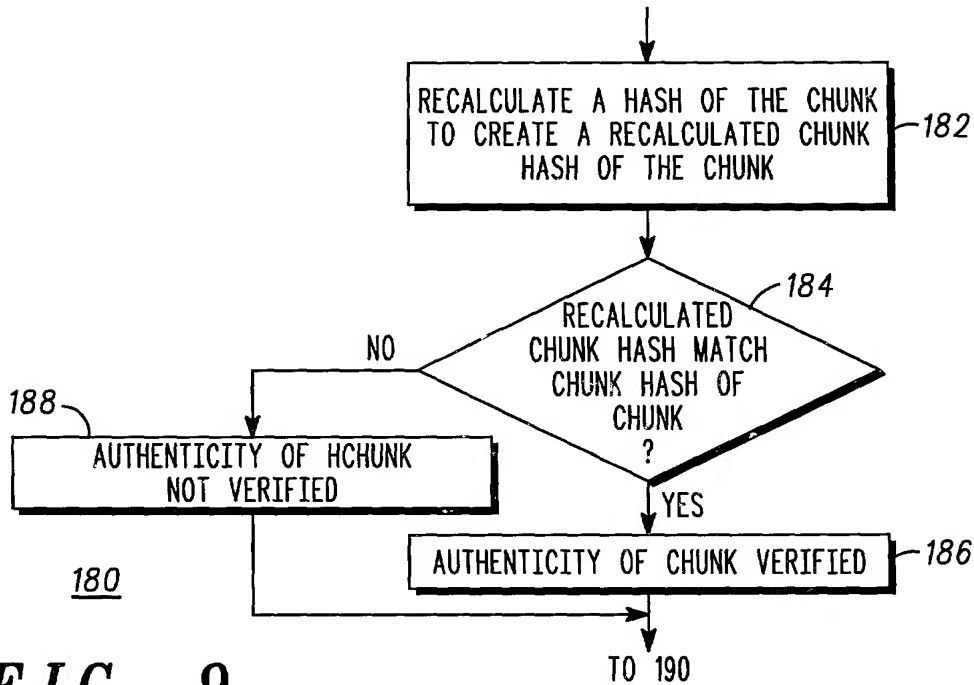 RECALCULATE A HASH OF THE CHUNK
TO CREATE A RECALCULATED CHUNK
HASH OF THE CHUNK
182
184
RECALCULATED
CHUNK HASH MATCH
CHUNK HASH OF
CHUNK
?
NO
188
AUTHENTICITY OF HCHUNK
NOT VERIFIED
YES
AUTHENTICITY OF CHUNK VERIFIED
186
180
TO 190